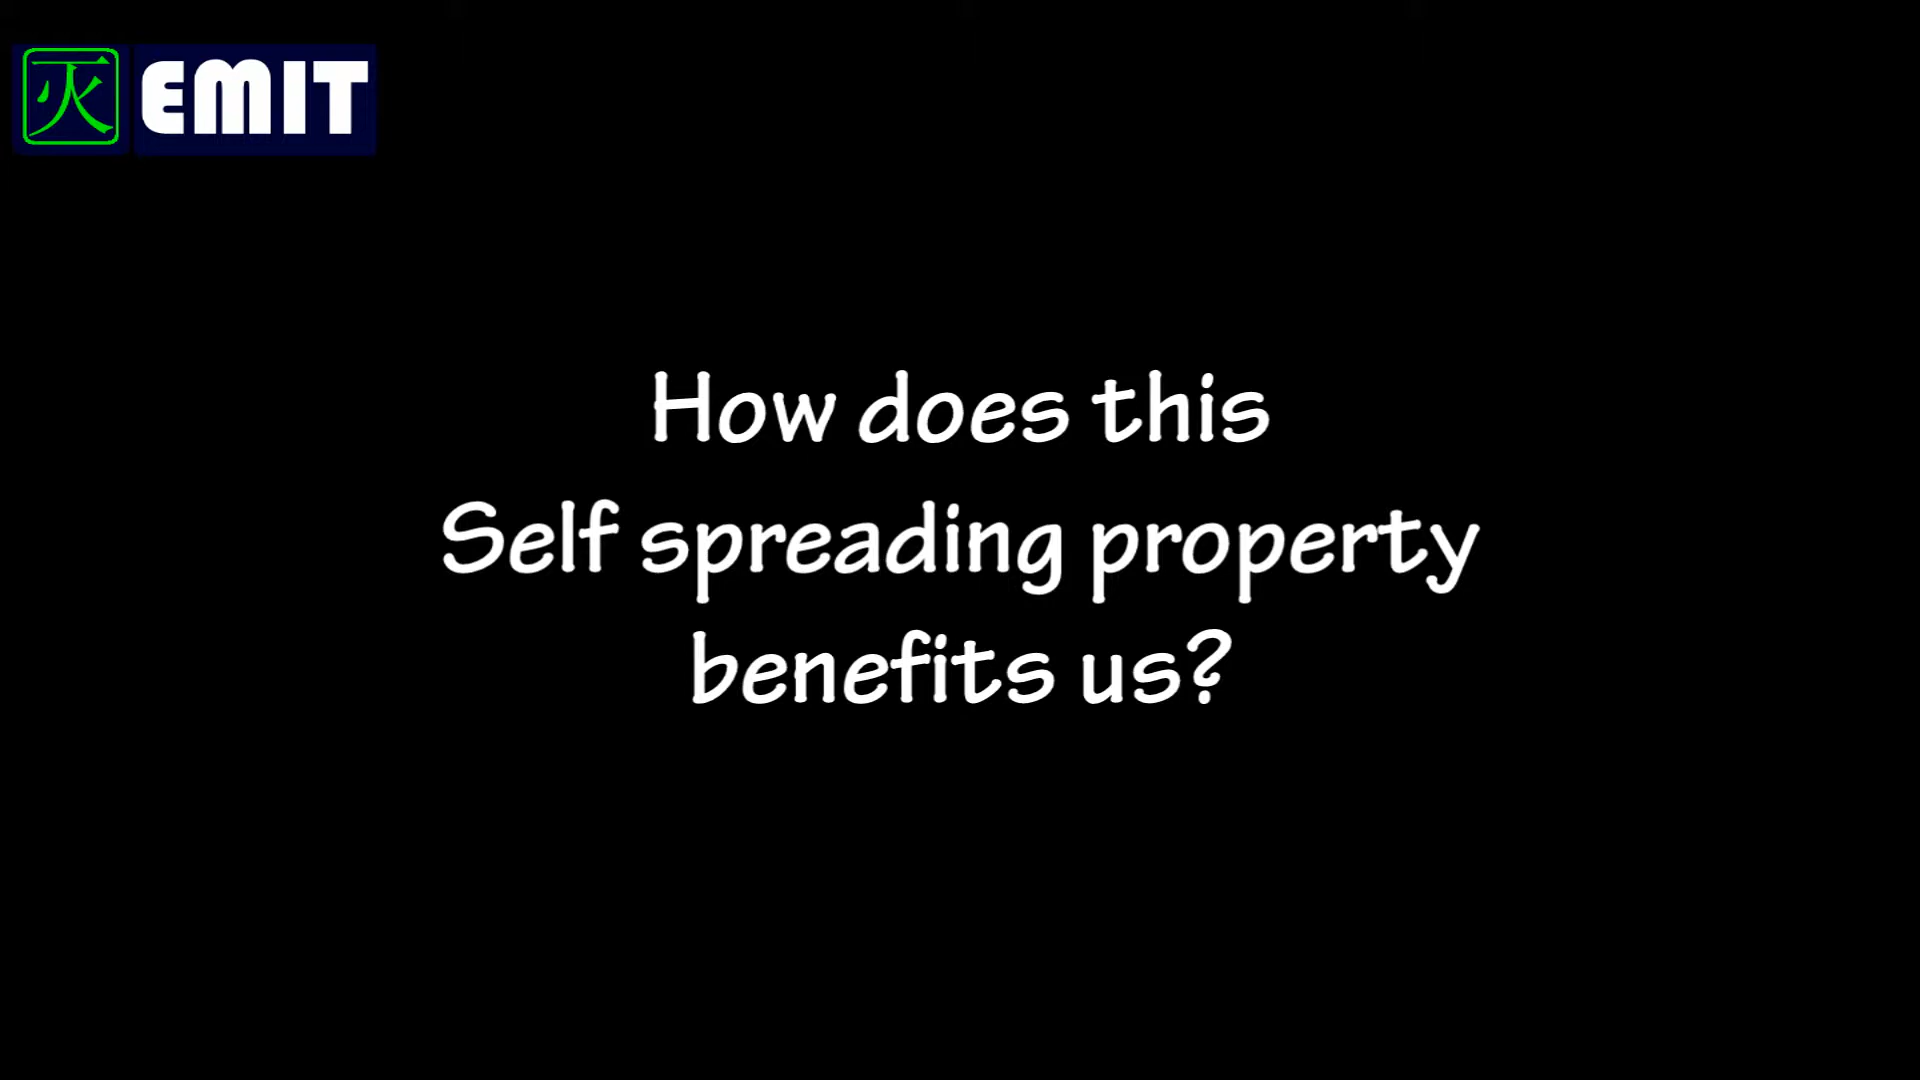 灭 EMIT
How does this
Self spreading property
benefits us?